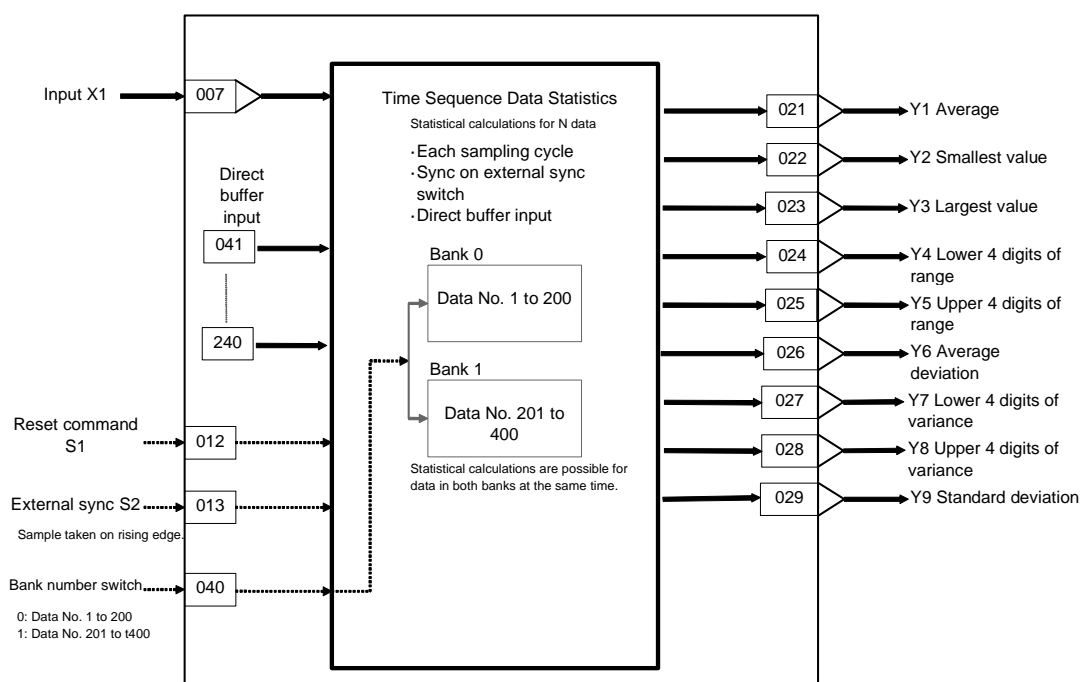 Input X1
007
Direct
buffer
input
041
240
Reset command
S1
012
External sync S2
013
Sample taken on rising edge.
Bank number switch
040
0: Data No. 1 to 200
1: Data No. 201 to t400
Time Sequence Data Statistics
Statistical calculations for N data
·Each sampling cycle
·Sync on external sync
switch
·Direct buffer input
Bank 0
Data No. 1 to 200
Bank 1
Data No. 201 to
400
Statistical calculations are possible for
data in both banks at the same time.
021
Y1 Average
022
Y2 Smallest value
023
Y3 Largest value
024
Y4 Lower 4 digits of
range
025
Y5 Upper 4 digits of
range
026
Y6 Average
deviation
027
Y7 Lower 4 digits of
variance
028
Y8 Upper 4 digits of
variance
029
Y9 Standard deviation